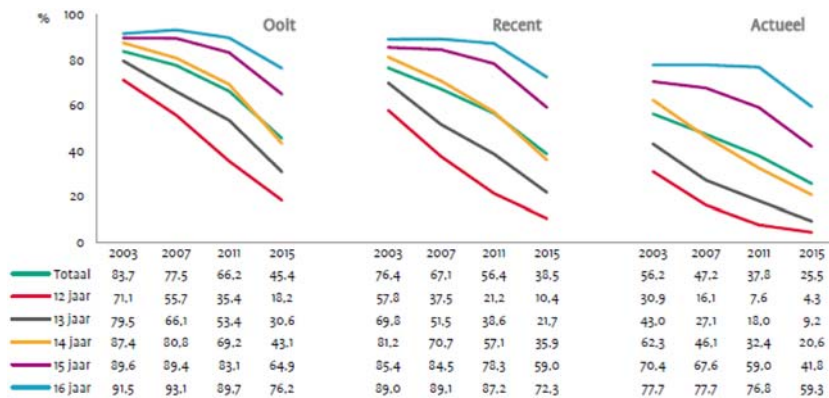 % 100 Ooit Recent Actueel
80
60
40
20
0
2003 2007 2011 2015 2003 2007 2011 2015 2003 2007 2011 2015
Totaal 83,7 77,5 66,2 45,4 76,4 67,1 56,4 38,5 56,2 47,2 37,8 25,5
12 jaar 71,1 55,7 35,4 18,2 57,8 37,5 21,2 10,4 30,9 16,1 7,6 4,3
13 jaar 79,5 66,1 53,4 30,6 69,8 51,5 38,6 21,7 43,0 27,1 18,0 9,2
14 jaar 87,4 80,8 69,2 43,1 81,2 70,7 57,1 35,9 62,3 46,1 32,4 20,6
15 jaar 89,6 89,4 83,1 64,9 85,4 84,5 78,3 59,0 70,4 67,6 59,0 41,8
16 jaar 91,5 93,1 89,7 76,2 89,0 89,1 87,2 72,3 77,7 77,7 76,8 59,3